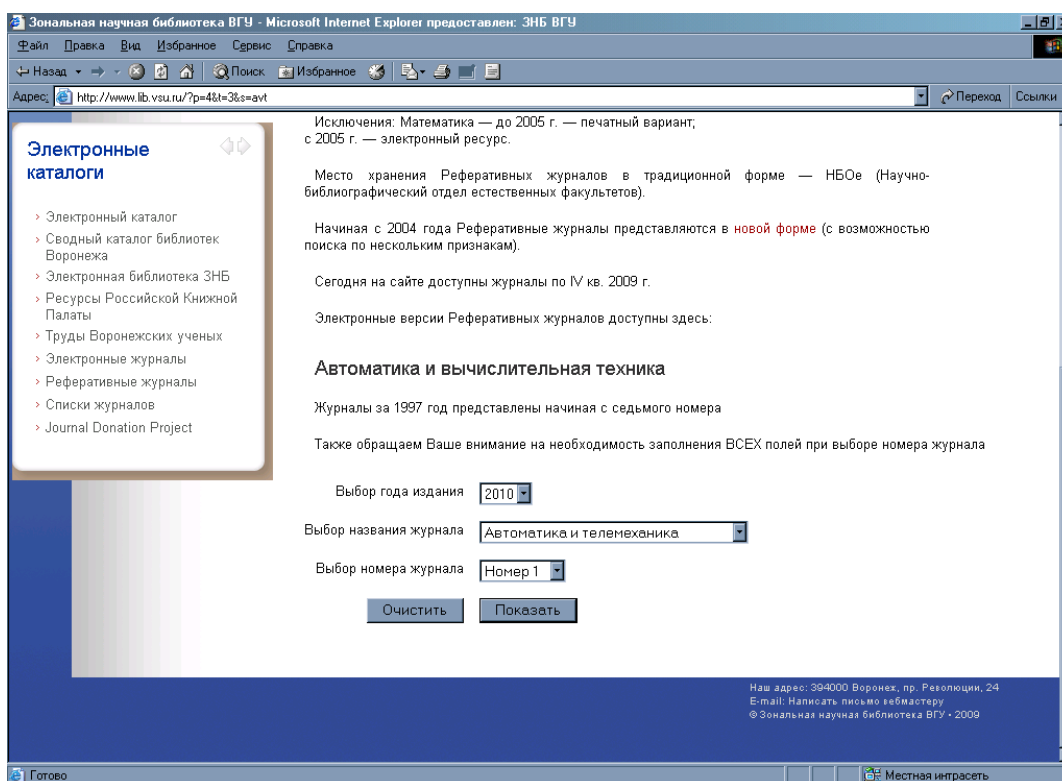 Зональная научная библиотека ВГУ - Microsoft Internet Explorer предоставлен: ЗНБ ВГУ
Файл Правка Вид Избранное Сервис Справка
Назад Поиск Избранное
Адрес: http://www.lib.vsu.ru/?p=4&t=3&s=avt Переход Ссылки
Электронные
каталоги
Электронный каталог
Сводный каталог библиотек
Воронежа
Электронная библиотека ЗНБ
Ресурсы Российской Книжной
Палаты
Труды Воронежских ученых
Электронные журналы
Реферативные журналы
Списки журналов
Journal Donation Project
Исключения: Математика — до 2005 г. — печатный вариант;
с 2005 г. — электронный ресурс.
Место хранения Реферативных журналов в традиционной форме — НБОе (Научно-
библиографический отдел естественных факультетов).
Начиная с 2004 года Реферативные журналы представляются в новой форме (с возможностью
поиска по нескольким признакам).
Сегодня на сайте доступны журналы по IV кв. 2009 г.
Электронные версии Реферативных журналов доступны здесь:
Автоматика и вычислительная техника
Журналы за 1997 год представлены начиная с седьмого номера
Также обращаем Ваше внимание на необходимость заполнения ВСЕХ полей при выборе номера журнала
Выбор года издания 2010
Выбор названия журнала Автоматика и телемеханика
Выбор номера журнала Номер 1
Очистить Показать
Наш адрес: 394000 Воронеж, пр. Революции, 24
E-mail: Написать письмо вебмастеру
© Зональная научная библиотека ВГУ • 2009
Готово Местная интрасеть